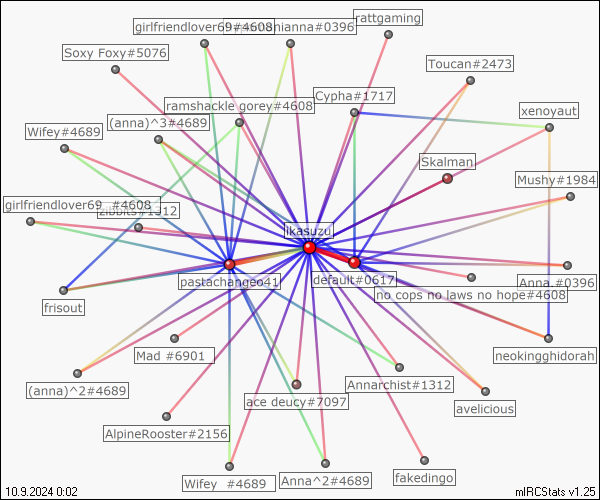 girlfriendlover69#4608
nianna#0396
rattgaming
Soxy Foxy#5076
Toucan#2473
ramshackle gorey#4608
Cypha#1717
xenoyaut
Wifey#4689
(anna)^3#4689
Skalman
Mushy#1984
girlfriendlover69_ #4608
zibbits#1312
ikasuzu
pastachangeo41
default#0617
Anna #0396
no cops no laws no hope#4608
frisout
Mad #6901
neokingghidorah
(anna)^2#4689
Annarchist#1312
ace deucy#7097
avelicious
AlpineRooster#2156
Wifey #4689
Anna^2#4689
fakedingo
10.9.2024 0:02
mIRCStats v1.25